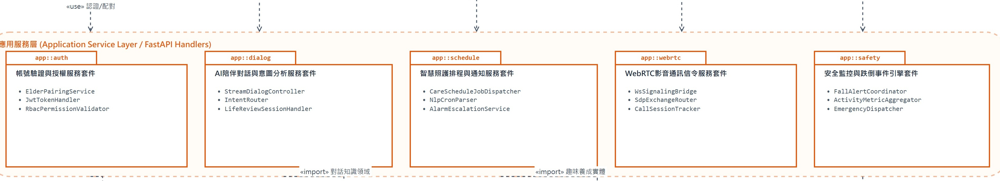 «use» 認證/配對
應用服務層 (Application Service Layer / FastAPI Handlers)
app::auth
帳號驗證與授權服務套件
• ElderPairingService
• JwtTokenHandler
• RbacPermissionValidator
app::dialog
AI陪伴對話與意圖分析服務套件
• StreamDialogController
• IntentRouter
• LifeReviewSessionHandler
app::schedule
智慧照護排程與通知服務套件
• CareScheduleJobDispatcher
• NlpCronParser
• AlarmEscalationService
app::webrtc
WebRTC影音通訊信令服務套件
• WsSignalingBridge
• SdpExchangeRouter
• CallSessionTracker
app::safety
安全監控與跌倒事件引擎套件
• FallAlertCoordinator
• ActivityMetricAggregator
• EmergencyDispatcher
«import» 對話知識領域
«import» 趣味養成實體